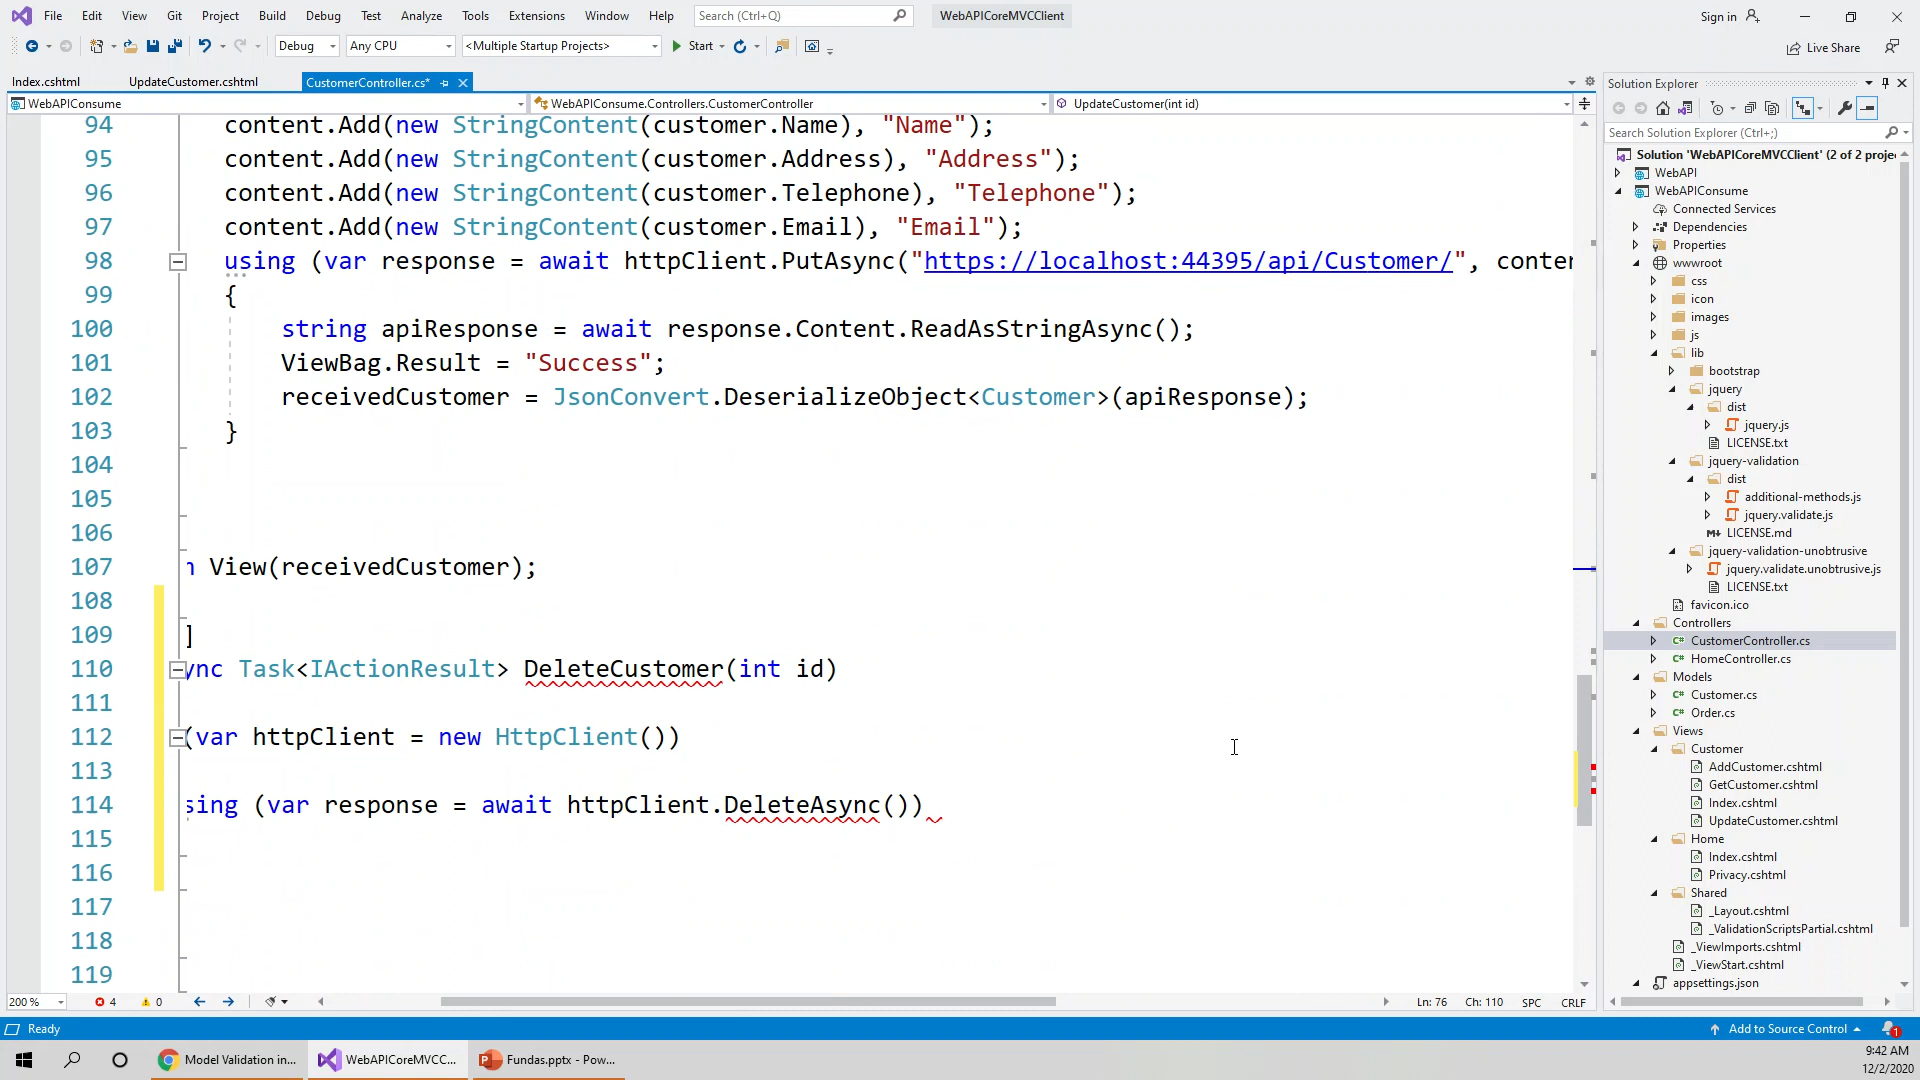 File Edit View Git Project Build Debug Test Analyze Tools Extensions Window Help Search (Ctrl+Q) WebAPICoreMVCClient Sign in
Debug Any CPU <Multiple Startup Projects> Start Live Share
Index.cshtml UpdateCustomer.cshtml CustomerController.cs*
WebAPIConsume WebAPIConsume.Controllers.CustomerController UpdateCustomer(int id)
94 content.Add(new StringContent(customer.Name), "Name");
95 content.Add(new StringContent(customer.Address), "Address");
96 content.Add(new StringContent(customer.Telephone), "Telephone");
97 content.Add(new StringContent(customer.Email), "Email");
98 using (var response = await httpClient.PutAsync("https://localhost:44395/api/Customer/", conten
99 {
100 string apiResponse = await response.Content.ReadAsStringAsync();
101 ViewBag.Result = "Success";
102 receivedCustomer = JsonConvert.DeserializeObject<Customer>(apiResponse);
103 }
104
105
106
107 n View(receivedCustomer);
108
109 ]
110 ync Task<IActionResult> DeleteCustomer(int id)
111
112 (var httpClient = new HttpClient())
113
114 sing (var response = await httpClient.DeleteAsync())
115
116
117
118
119
200 % 4 0 Ln: 76 Ch: 110 SPC CRLF
Solution Explorer
Search Solution Explorer (Ctrl+;)
Solution 'WebAPICoreMVCClient' (2 of 2 proje
WebAPI
WebAPIConsume
Connected Services
Dependencies
Properties
wwwroot
css
icon
images
js
lib
bootstrap
jquery
dist
jquery.js
LICENSE.txt
jquery-validation
dist
additional-methods.js
jquery.validate.js
LICENSE.md
jquery-validation-unobtrusive
jquery.validate.unobtrusive.js
LICENSE.txt
favicon.ico
Controllers
CustomerController.cs
HomeController.cs
Models
Customer.cs
Order.cs
Views
Customer
AddCustomer.cshtml
GetCustomer.cshtml
Index.cshtml
UpdateCustomer.cshtml
Home
Index.cshtml
Privacy.cshtml
Shared
_Layout.cshtml
_ValidationScriptsPartial.cshtml
_ViewImports.cshtml
_ViewStart.cshtml
appsettings.json
Ready Add to Source Control 1
Model Validation in... WebAPICoreMVCC... Fundas.pptx - Pow... 9:42 AM
12/2/2020